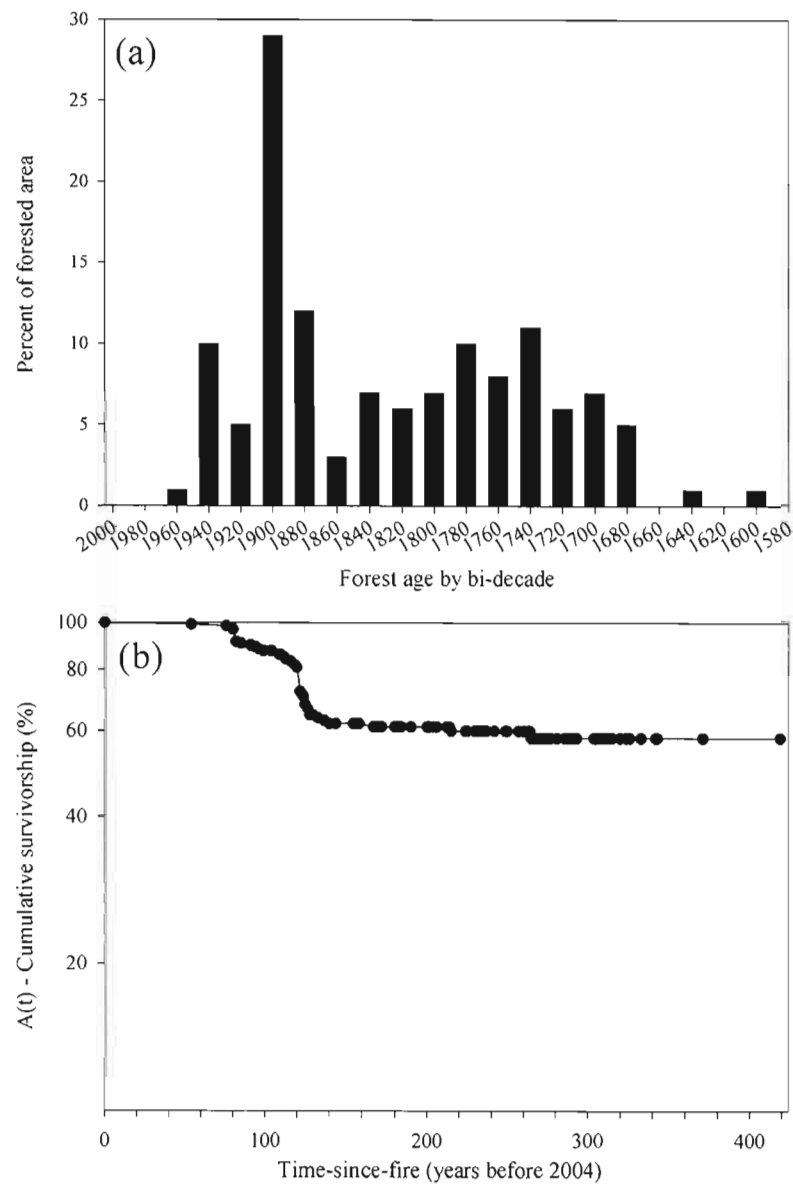 30
(a)
25
20
15
10
5
0
Percent of forested area
2000 1980 1960 1940 1920 1900 1880 1860 1840 1820 1800 1780 1760 1740 1720 1700 1680 1660 1640 1620 1600 1580
Forest age by bi-decade
100
(b)
80
60
40
20
A(t) - Cumulative survivorship (%)
0 100 200 300 400
Time-since-fire (years before 2004)